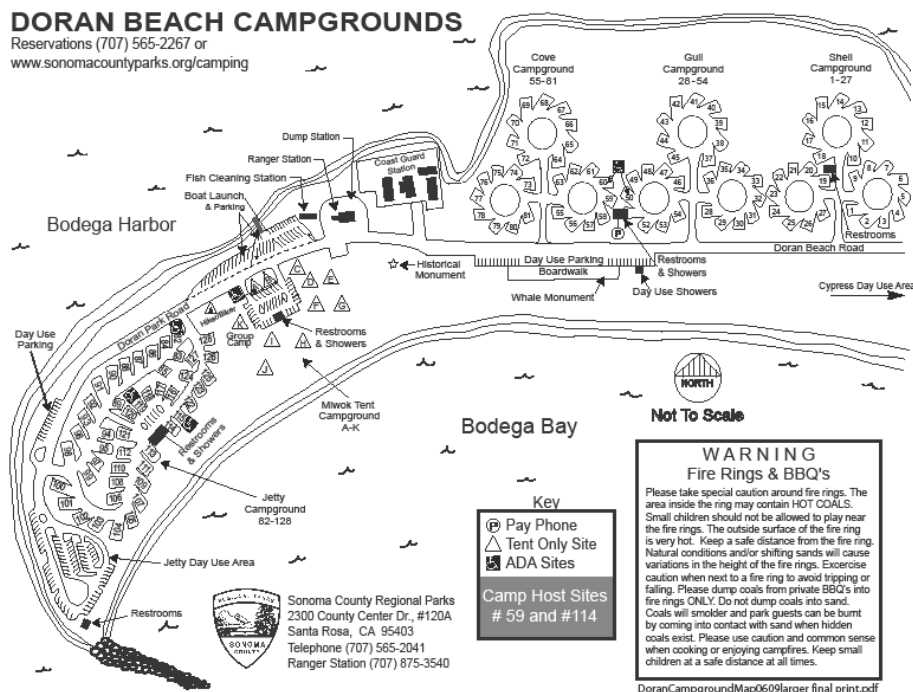 DORAN BEACH CAMPGROUNDS
Reservations (707) 565-2267 or
www.sonomacountyparks.org/camping
Cove
Campground
55-81
Gull
Campground
28-54
Shell
Campground
1-27
Dump Station
Ranger Station
Fish Cleaning Station
Boat Launch
& Parking
Coast Guard
Station
Bodega Harbor
Restrooms
Doran Beach Road
Historical
Monument
Day Use Parking
Boardwalk
Whale Monument
Restrooms
& Showers
Day Use Showers
Cypress Day Use Area
Doran Park Road
Day Use
Parking
Hiker/Biker
Group
Camp
Restrooms
& Showers
Miwok Tent
Campground
A-K
Restrooms
& Showers
NORTH
Not To Scale
Bodega Bay
Jetty
Campground
82-128
Jetty Day Use Area
Restrooms
Key
Pay Phone
Tent Only Site
ADA Sites
Camp Host Sites
# 59 and #114
REGIONAL PARKS
SONOMA
COUNTY
Sonoma County Regional Parks
2300 County Center Dr., #120A
Santa Rosa, CA 95403
Telephone (707) 565-2041
Ranger Station (707) 875-3540
WARNING
Fire Rings & BBQ's
Please take special caution around fire rings. The
area inside the ring may contain HOT COALS.
Small children should not be allowed to play near
the fire rings. The outside surface of the fire ring
is very hot. Keep a safe distance from the fire ring.
Natural conditions and/or shifting sands will cause
variations in the height of the fire rings. Excercise
caution when next to a fire ring to avoid tripping or
falling. Please dump coals from private BBQ's into
fire rings ONLY. Do not dump coals into sand.
Coals will smolder and park guests can be burnt
by coming into contact with sand when hidden
coals exist. Please use caution and common sense
when cooking or enjoying campfires. Keep small
children at a safe distance at all times.
DoranCampgroundMap0609larger final print.pdf